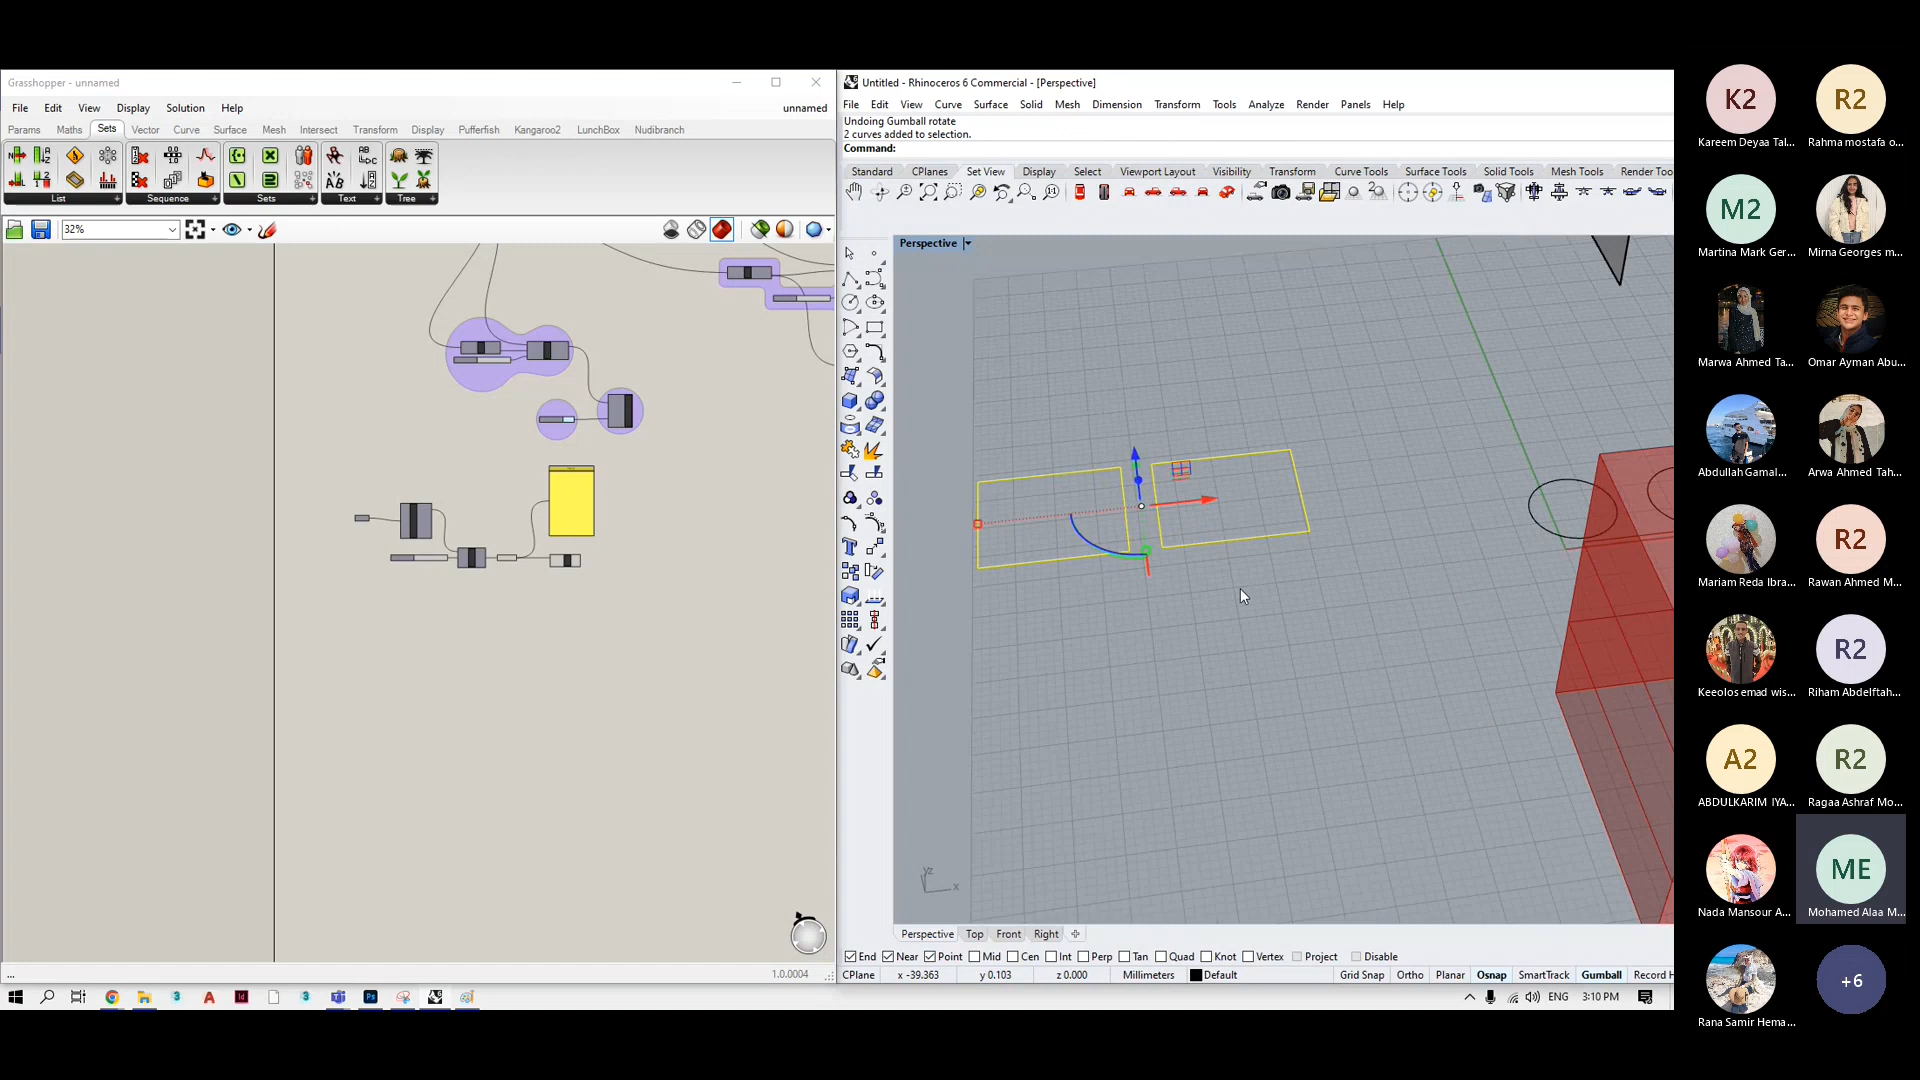 Grasshopper - unnamed
File Edit View Display Solution Help
unnamed
Params Maths Sets Vector Curve Surface Mesh Intersect Transform Display Pufferfish Kangaroo2 LunchBox Nudibranch
List Sequence Sets Text Tree
32%
...
1.0.0004
Untitled - Rhinoceros 6 Commercial - [Perspective]
File Edit View Curve Surface Solid Mesh Dimension Transform Tools Analyze Render Panels Help
Undoing Gumball rotate
2 curves added to selection.
Command:
Standard CPlanes Set View Display Select Viewport Layout Visibility Transform Curve Tools Surface Tools Solid Tools Mesh Tools Render Too
Perspective
Perspective Top Front Right
End Near Point Mid Cen Int Perp Tan Quad Knot Vertex Project Disable
CPlane x -39.363 y 0.103 z 0.000 Millimeters Default Grid Snap Ortho Planar Osnap SmartTrack Gumball Record H
ENG 3:10 PM
K2 R2
Kareem Deyaa Tal... Rahma mostafa o...
M2
Martina Mark Ger... Mirna Georges m...
Marwa Ahmed Ta... Omar Ayman Abu...
Abdullah Gamal... Arwa Ahmed Tah...
R2
Mariam Reda Ibra... Rawan Ahmed M...
R2
Keeolos emad wis... Riham Abdelftah...
A2 R2
ABDULKARIM IYA... Ragaa Ashraf Mo...
ME
Nada Mansour A... Mohamed Alaa M...
+6
Rana Samir Hema...